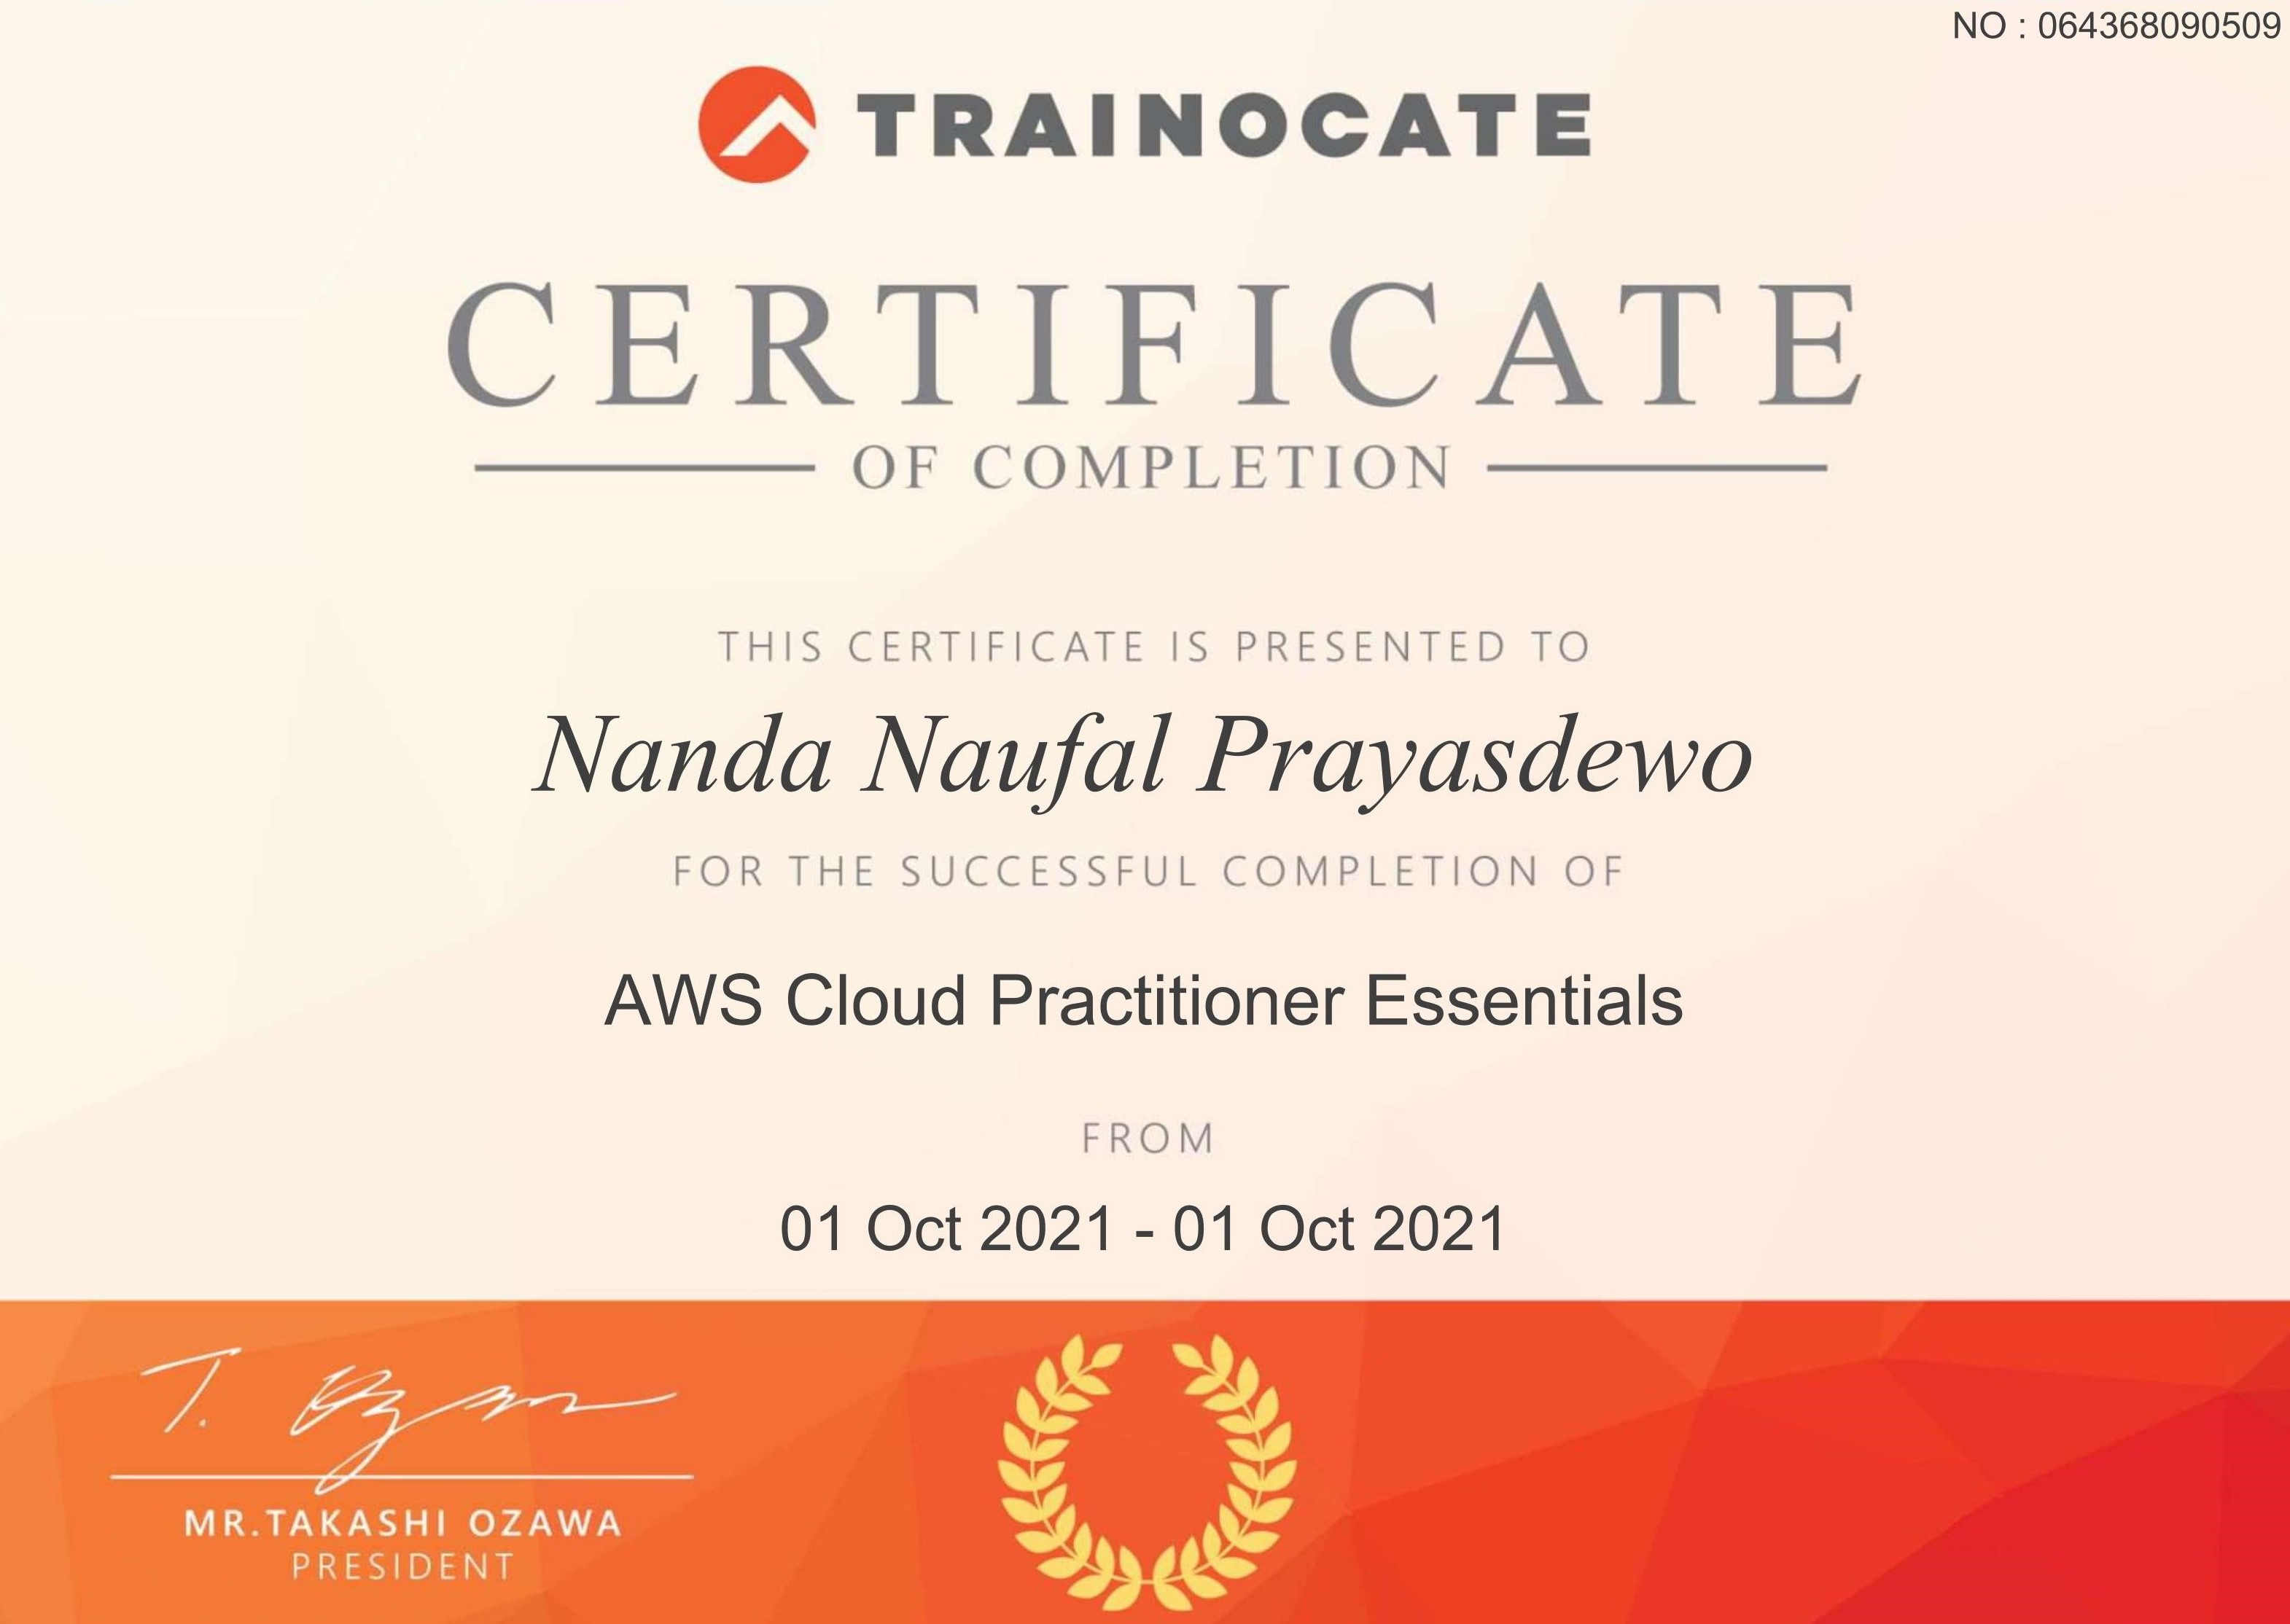 NO : 064368090509
TRAINOCATE
CERTIFICATE
OF COMPLETION
THIS CERTIFICATE IS PRESENTED TO
Nanda Naufal Prayasdewo
FOR THE SUCCESSFUL COMPLETION OF
AWS Cloud Practitioner Essentials
FROM
01 Oct 2021 - 01 Oct 2021
MR.TAKASHI OZAWA
PRESIDENT